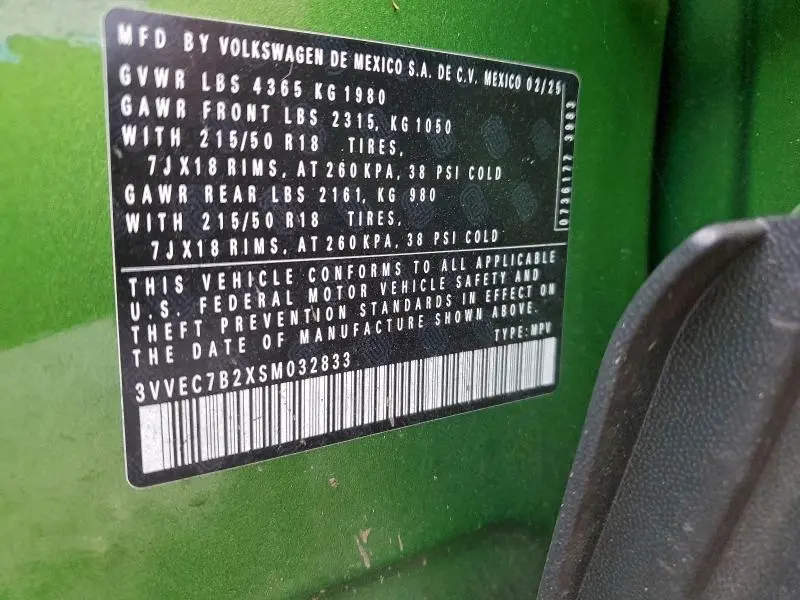 MFD BY VOLKSWAGEN DE MEXICO S.A. DE C.V. MEXICO 02/25
GVWR LBS 4365 KG 1980
GAWR FRONT LBS 2315, KG 1050
WITH 215/50 R18 TIRES,
7JX18 RIMS, AT 260 KPA, 38 PSI COLD
GAWR REAR LBS 2161, KG 980
WITH 215/50 R18 TIRES,
7JX18 RIMS, AT 260 KPA, 38 PSI COLD
0736177 3983
THIS VEHICLE CONFORMS TO ALL APPLICABLE
U.S. FEDERAL MOTOR VEHICLE SAFETY AND
THEFT PREVENTION STANDARDS IN EFFECT ON
THE DATE OF MANUFACTURE SHOWN ABOVE.
TYPE: MPV
3VVEC7B2XSM032833